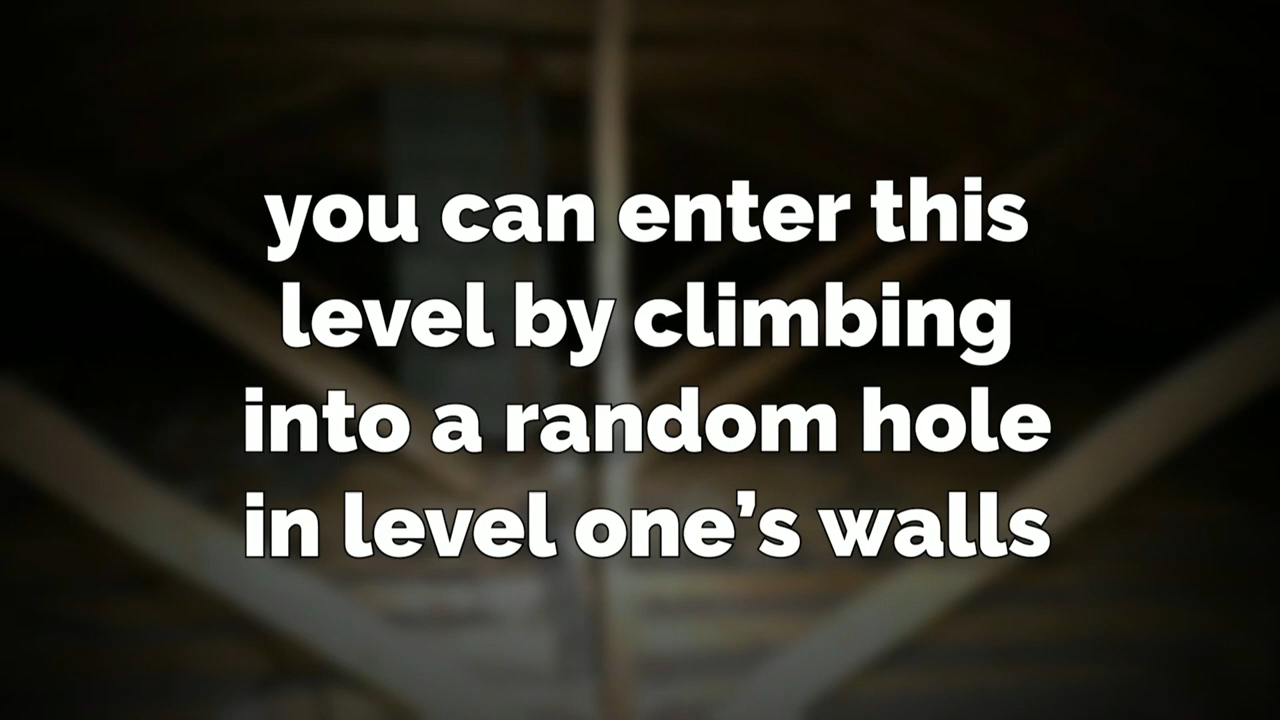 you can enter this
level by climbing
into a random hole
in level one’s walls